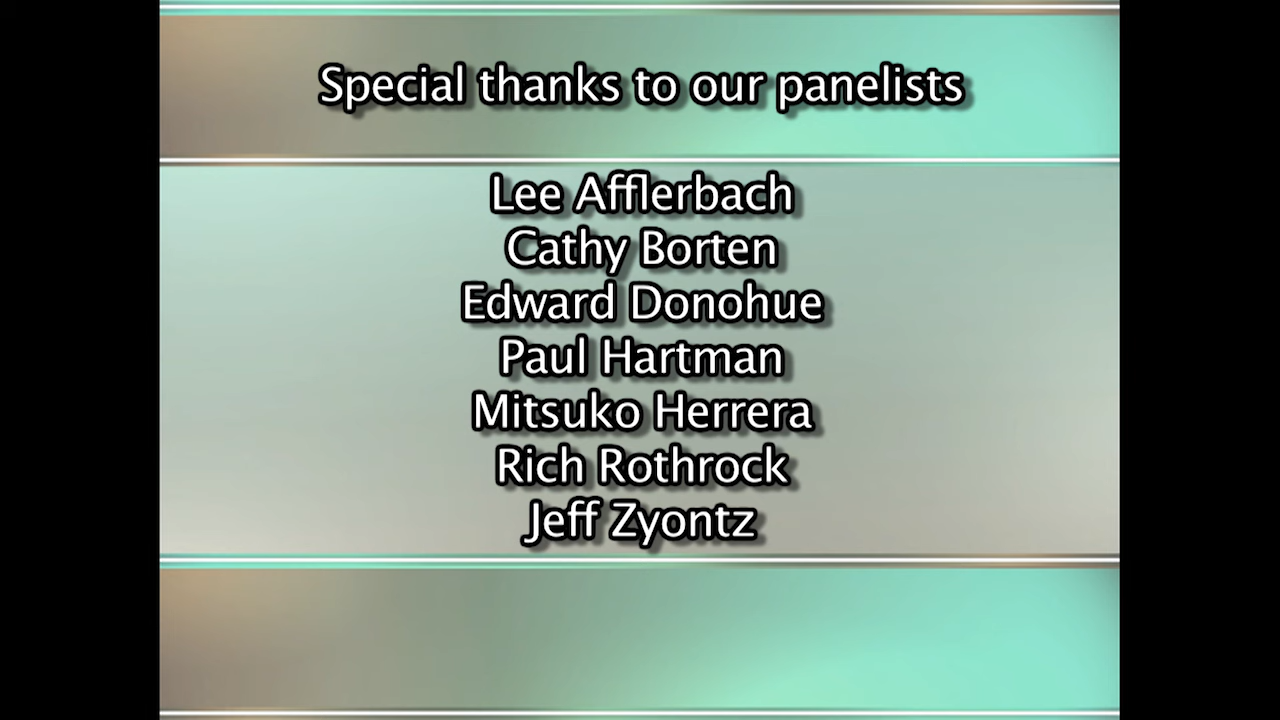 Special thanks to our panelists
Lee Afflerbach
Cathy Borten
Edward Donohue
Paul Hartman
Mitsuko Herrera
Rich Rothrock
Jeff Zyontz